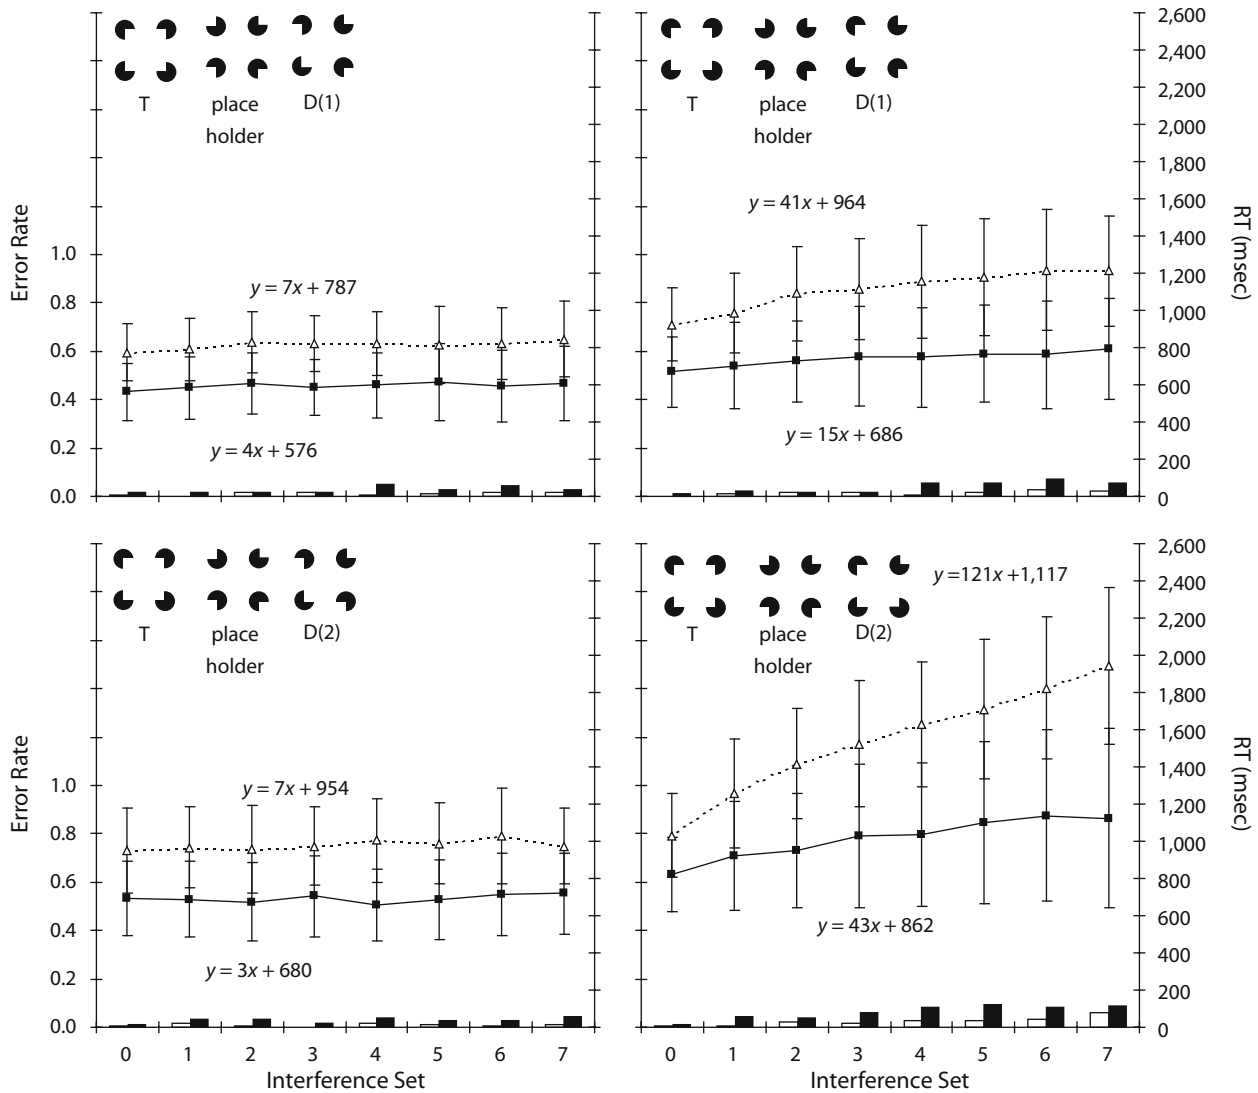 T
place
holder
D(1)
y = 7x + 787
y = 4x + 576
Error Rate
1.0
0.8
0.6
0.4
0.2
0.0
T
place
holder
D(1)
y = 41x + 964
y = 15x + 686
2,600
2,400
2,200
2,000
1,800
1,600
1,400
1,200
1,000
800
600
400
200
0
RT (msec)
T
place
holder
D(2)
y = 7x + 954
y = 3x + 680
Error Rate
1.0
0.8
0.6
0.4
0.2
0.0
0 1 2 3 4 5 6 7
Interference Set
T
place
holder
D(2)
y =121x +1,117
y = 43x + 862
2,600
2,400
2,200
2,000
1,800
1,600
1,400
1,200
1,000
800
600
400
200
0
RT (msec)
0 1 2 3 4 5 6 7
Interference Set